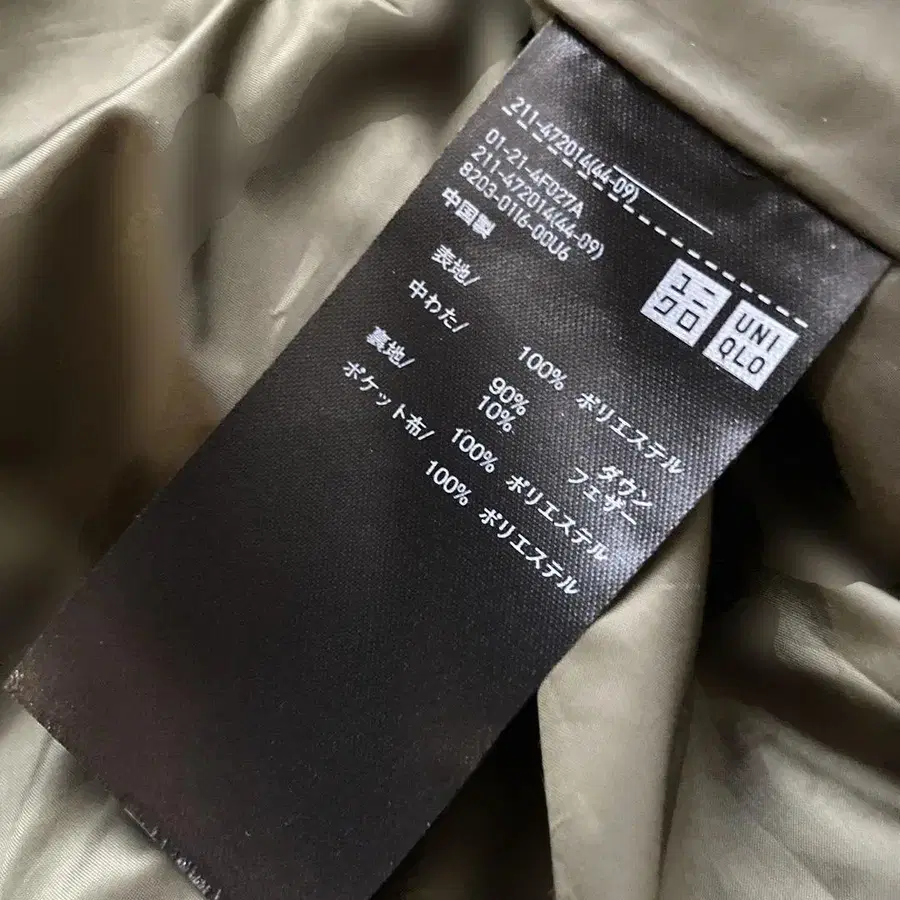 211-472014(44-09)
01-21-4F027A
211-472014(44-09)
8203-0116-00U6
中国製
ユニクロ
UNIQLO
表地/ 100% ポリエステル
中わた/ 90% ダウン
10% フェザー
裏地/ 100% ポリエステル
ポケット布/ 100% ポリエステル